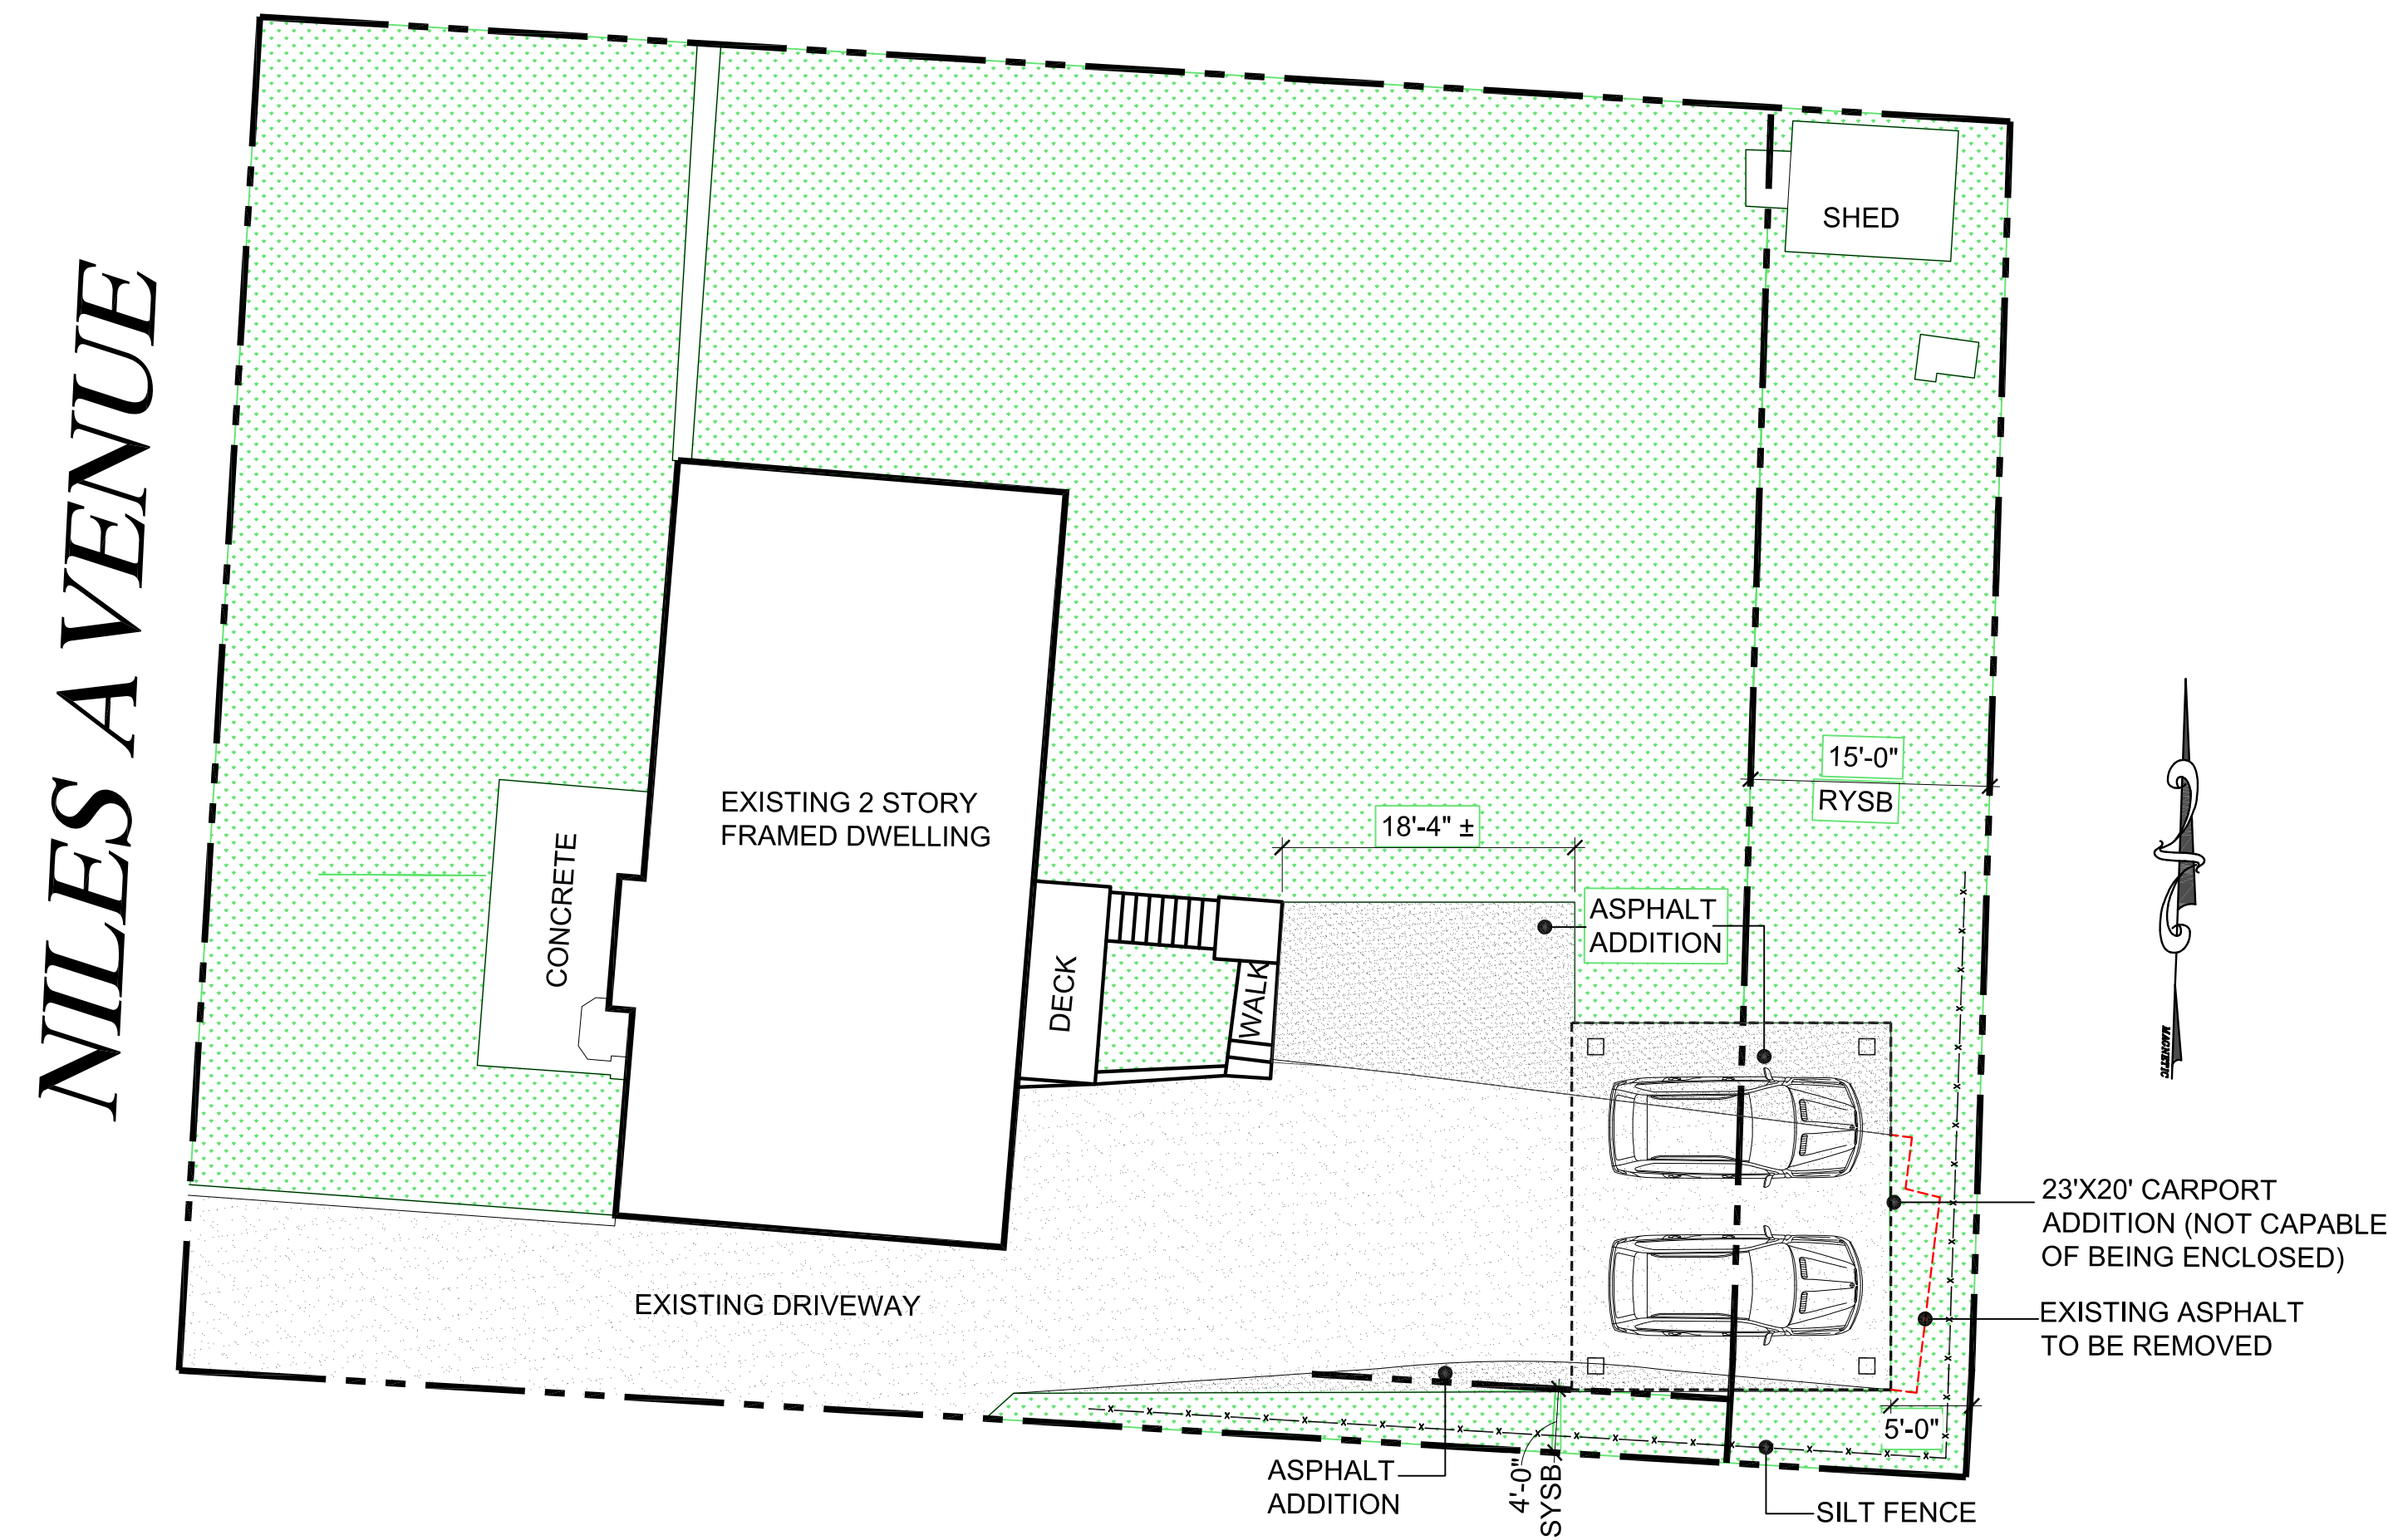 NILES AVENUE
SHED
15'-0"
RYSB
EXISTING 2 STORY
FRAMED DWELLING
18'-4" ±
CONCRETE
ASPHALT
ADDITION
DECK
WALK
MAGNETIC
23'X20' CARPORT
ADDITION (NOT CAPABLE
OF BEING ENCLOSED)
EXISTING DRIVEWAY
EXISTING ASPHALT
TO BE REMOVED
5'-0"
ASPHALT
ADDITION
4'-0"
SYSB
SILT FENCE